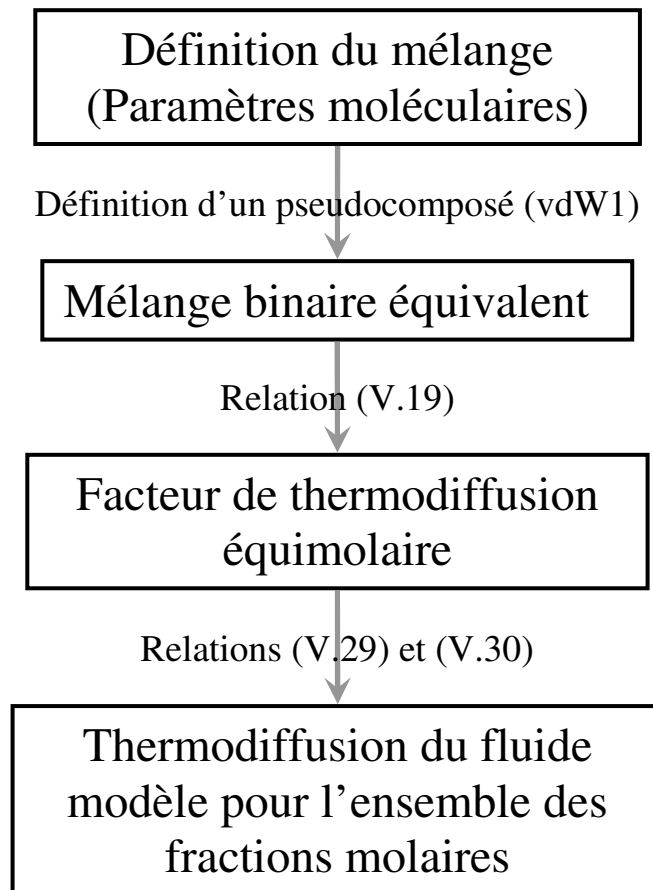 Définition du mélange
(Paramètres moléculaires)
Définition d'un pseudocomposé (vdW1)
Mélange binaire équivalent
Relation (V.19)
Facteur de thermodiffusion
équimolaire
Relations (V.29) et (V.30)
Thermodiffusion du fluide
modèle pour l'ensemble des
fractions molaires